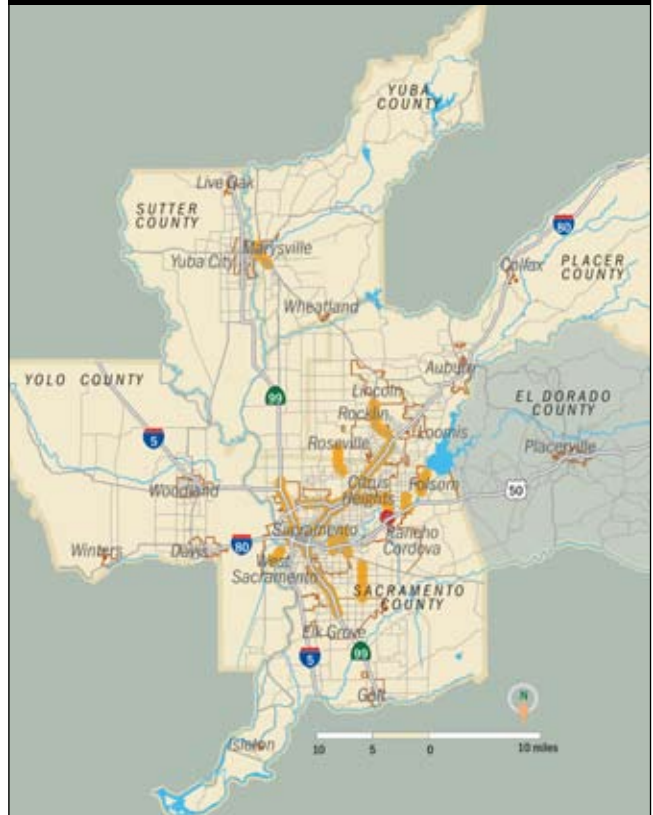 YUBA
COUNTY
Live Oak
SUTTER
COUNTY
80
Marysville
Yuba City
PLACER
COUNTY
Colfax
Wheatland
Auburn
YOLO COUNTY
Lincoln
99
EL DORADO
COUNTY
Rocklin
5
Roseville
Loomis
Placerville
Citrus
Heights
Folsom
Woodland
50
Sacramento
Rancho
Cordova
Winters
Davis
80
West
Sacramento
SACRAMENTO
COUNTY
Elk Grove
5
99
Galt
N
Isleton
10 5 0 10 miles